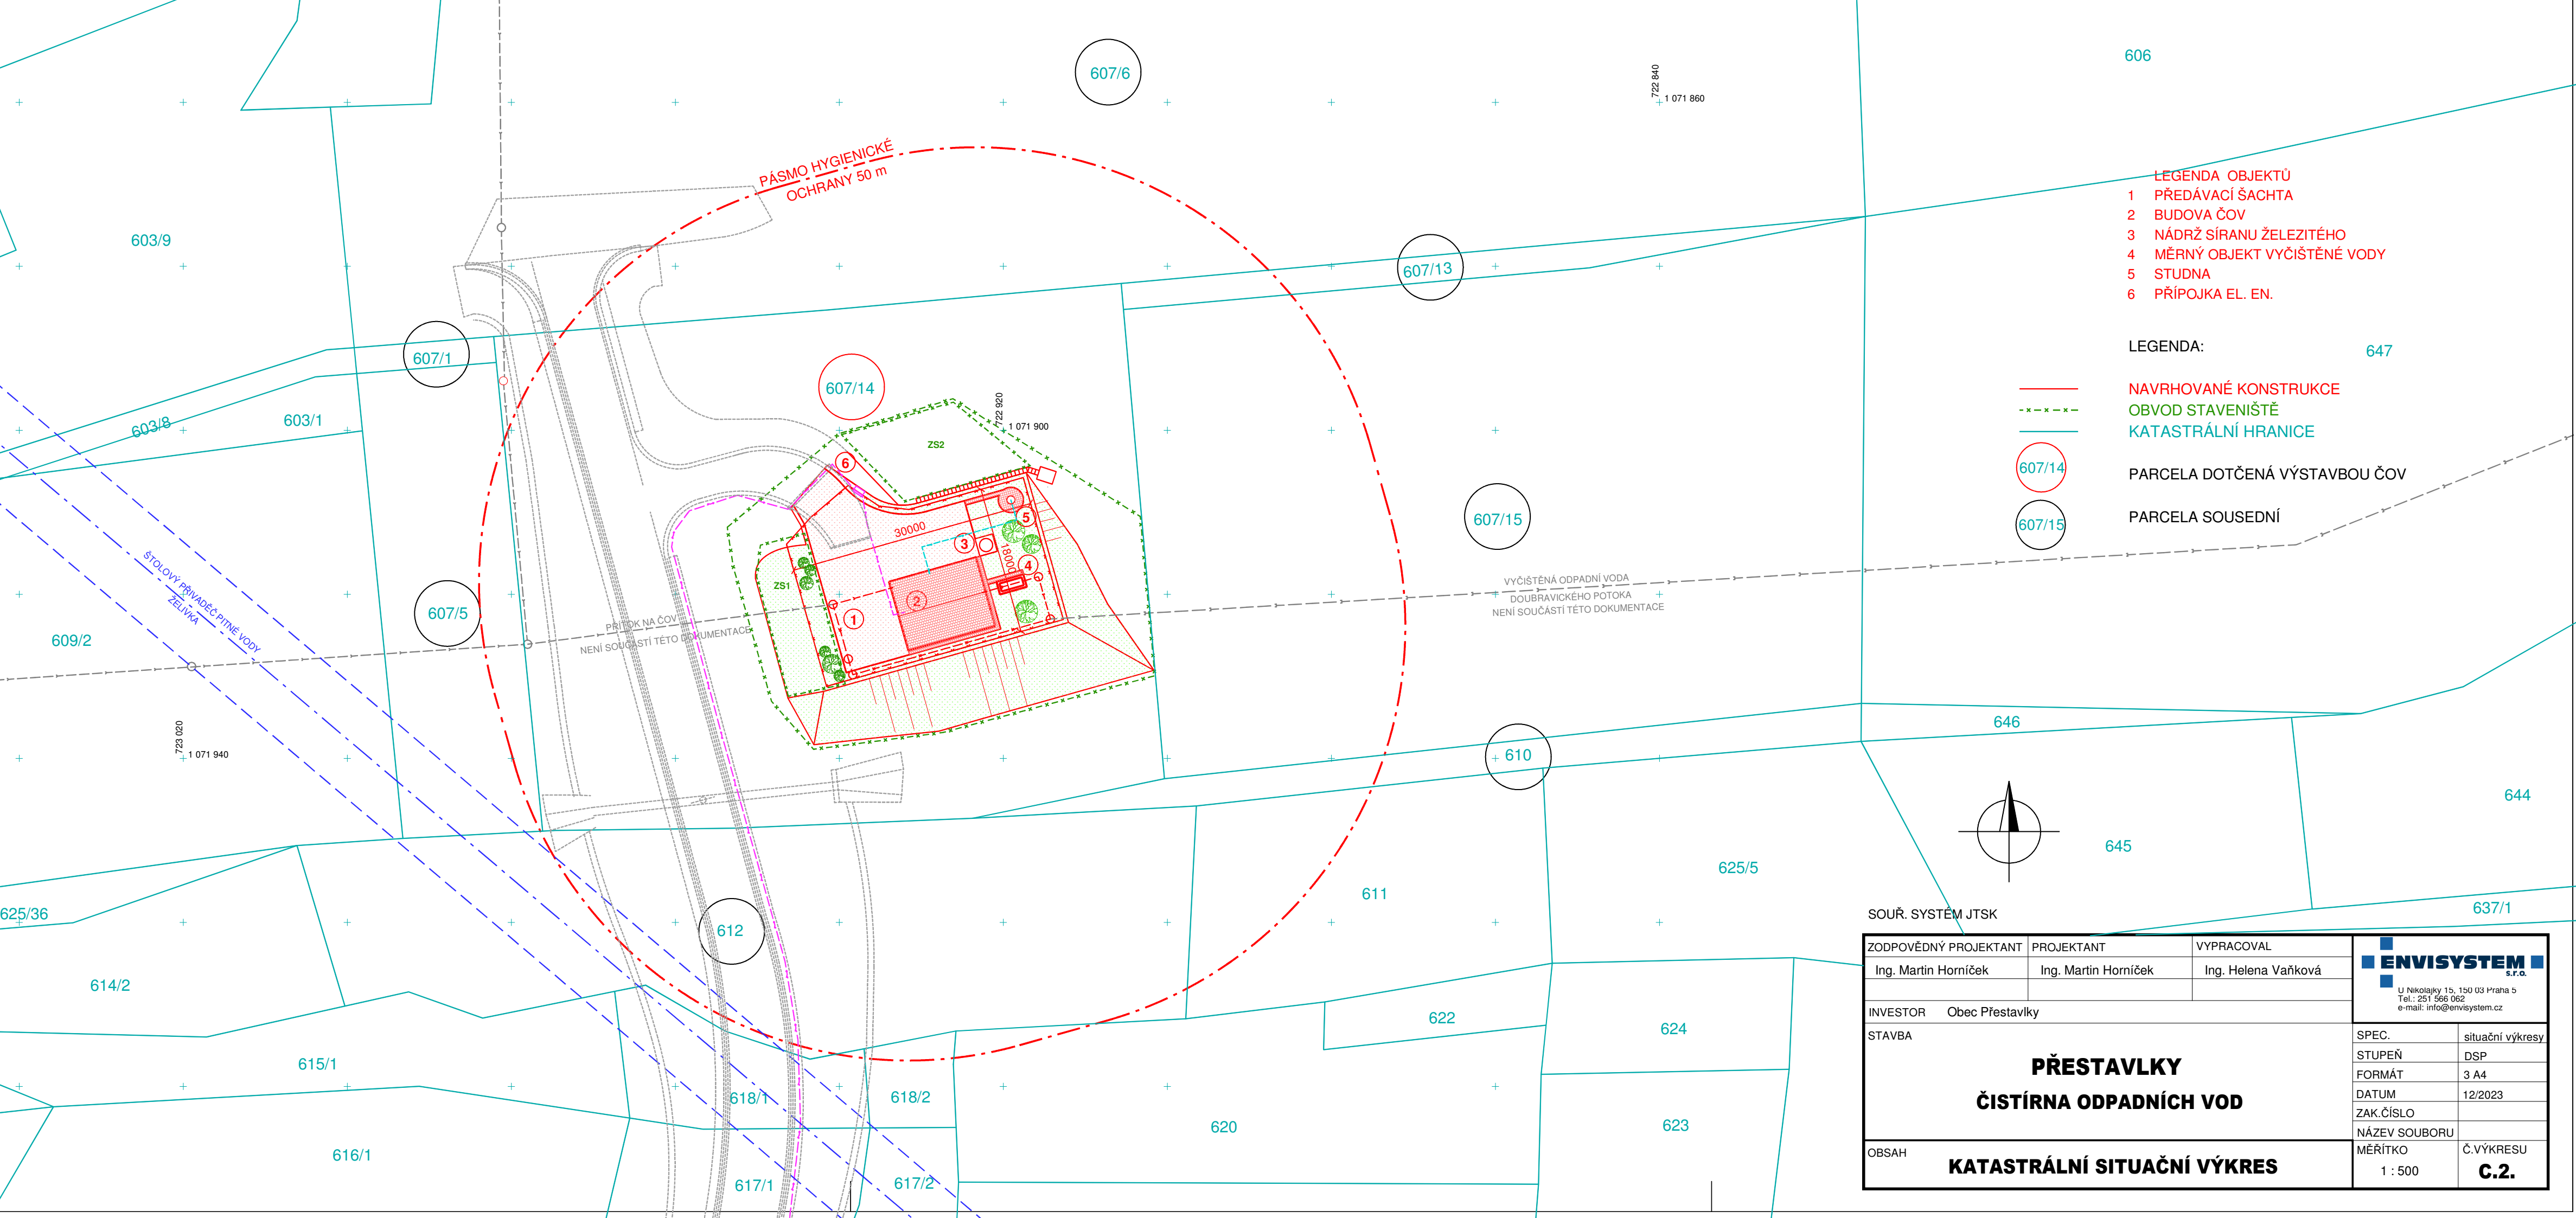 606
607/6
722 840
1 071 860
PÁSMO HYGIENICKÉ
OCHRANY 50 m
LEGENDA OBJEKTŮ
1 PŘEDÁVACÍ ŠACHTA
2 BUDOVA ČOV
3 NÁDRŽ SÍRANU ŽELEZITÉHO
4 MĚRNÝ OBJEKT VYČIŠTĚNÉ VODY
5 STUDNA
6 PŘÍPOJKA EL. EN.
603/9
607/13
607/1
607/14
LEGENDA:
647
NAVRHOVANÉ KONSTRUKCE
OBVOD STAVENIŠTĚ
KATASTRÁLNÍ HRANICE
607/14
PARCELA DOTČENÁ VÝSTAVBOU ČOV
607/15
PARCELA SOUSEDNÍ
603/8
603/1
722 920
1 071 900
ZS2
6
30000
5
3
18000
4
ZS1
2
1
607/15
ŠTOLOVÝ PŘIVADĚČ PITNÉ VODY
ŽELIVKA
607/5
609/2
PŘÍTOK NA ČOV
NENÍ SOUČÁSTÍ TÉTO DOKUMENTACE
VYČIŠTĚNÁ ODPADNÍ VODA
DOUBRAVICKÉHO POTOKA
NENÍ SOUČÁSTÍ TÉTO DOKUMENTACE
723 020
1 071 940
610
646
644
645
625/5
611
637/1
625/36
612
614/2
622
624
615/1
618/1
618/2
620
623
616/1
617/1
617/2
SOUŘ. SYSTÉM JTSK
ZODPOVĚDNÝ PROJEKTANT PROJEKTANT VYPRACOVAL
Ing. Martin Horníček Ing. Martin Horníček Ing. Helena Vaňková
ENVISYSTEM
s.r.o.
U Nikolajky 15, 150 03 Praha 5
Tel.: 251 566 062
e-mail: info@envisystem.cz
INVESTOR Obec Přestavlky
STAVBA
PŘESTAVLKY
ČISTÍRNA ODPADNÍCH VOD
SPEC. situační výkresy
STUPEŇ DSP
FORMÁT 3 A4
DATUM 12/2023
ZAK.ČÍSLO
NÁZEV SOUBORU
OBSAH
KATASTRÁLNÍ SITUAČNÍ VÝKRES
MĚŘÍTKO
1 : 500
Č.VÝKRESU
C.2.